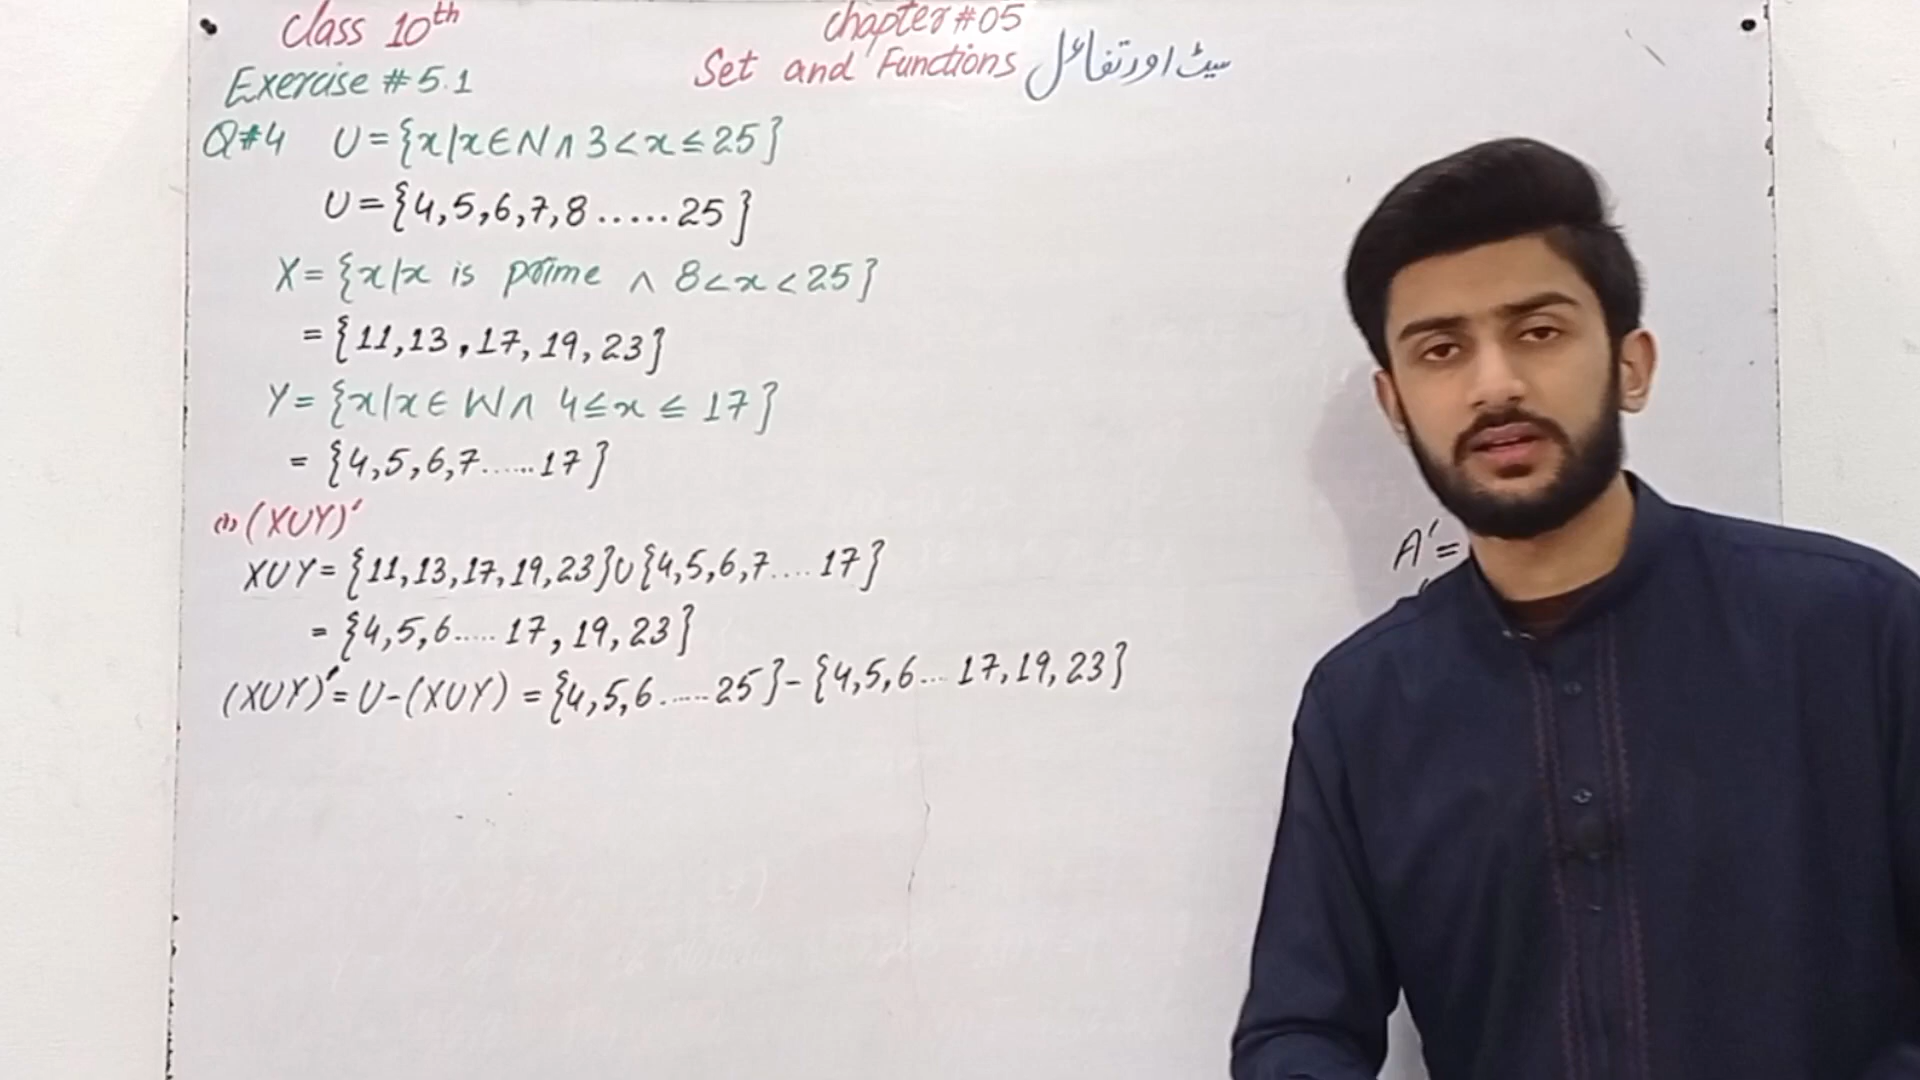 Class 10th
chapter #05
Exercise #5.1
Set and Functions سیٹ اور تفاعل
Q#4 U={x/x∈N∧3<x≤25}
U={4,5,6,7,8.....25}
X={x/x is prime ∧ 8<x<25}
={11,13,17,19,23}
Y={x/x∈W∧ 4≤x≤17}
={4,5,6,7......17}
(i) (XUY)'
XUY={11,13,17,19,23}U{4,5,6,7....17}
={4,5,6.....17,19,23}
(XUY)'=U-(XUY)={4,5,6......25}-{4,5,6...17,19,23}
A'=